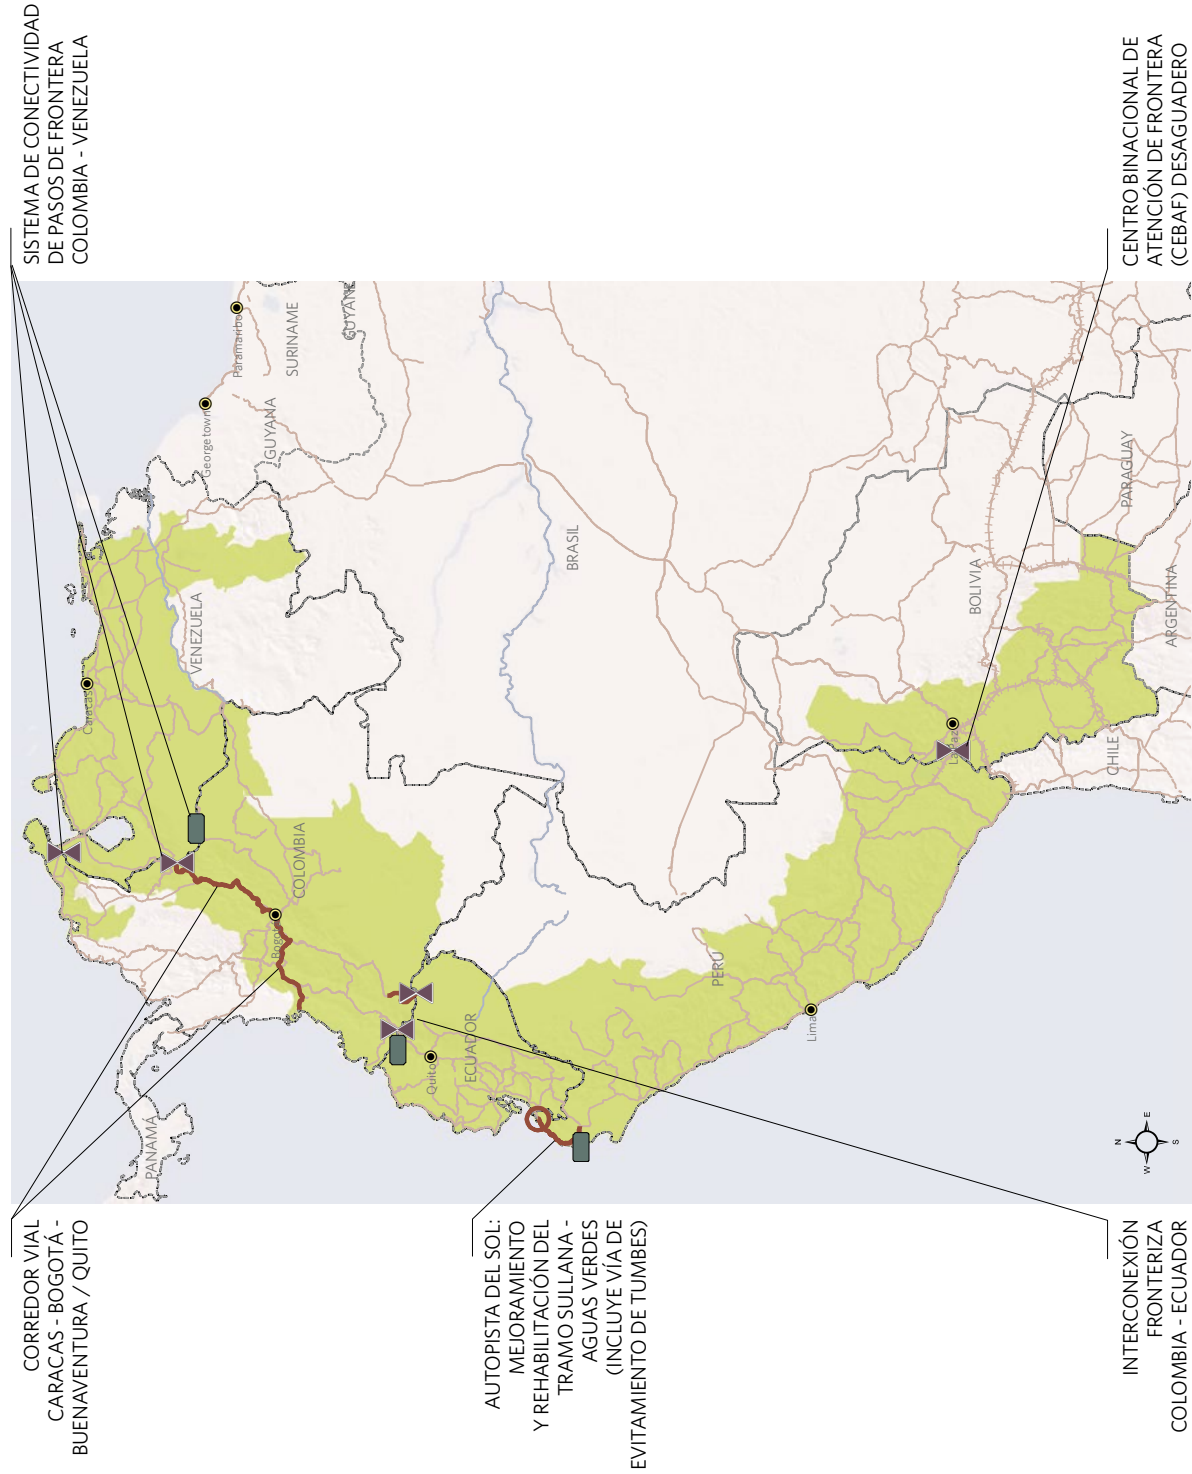 CORREDOR VIAL
CARACAS - BOGOTÁ -
BUENAVENTURA / QUITO
AUTOPISTA DEL SOL:
MEJORAMIENTO
Y REHABILITACIÓN DEL
TRAMO SULLANA -
AGUAS VERDES
(INCLUYE VÍA DE
EVITAMIENTO DE TUMBES)
INTERCONEXIÓN
FRONTERIZA
COLOMBIA - ECUADOR
SISTEMA DE CONECTIVIDAD
DE PASOS DE FRONTERA
COLOMBIA - VENEZUELA
CENTRO BINACIONAL DE
ATENCIÓN DE FRONTERA
(CEBAF) DESAGUADERO
PANAMÁ
Caracas
VENEZUELA
Georgetown
Paramaribo
GUYANA
SURINAME
GUYANE
COLOMBIA
Bogotá
Quito
ECUADOR
BRASIL
PERU
Lima
La Paz
BOLIVIA
CHILE
PARAGUAY
ARGENTINA
N
W
E
S